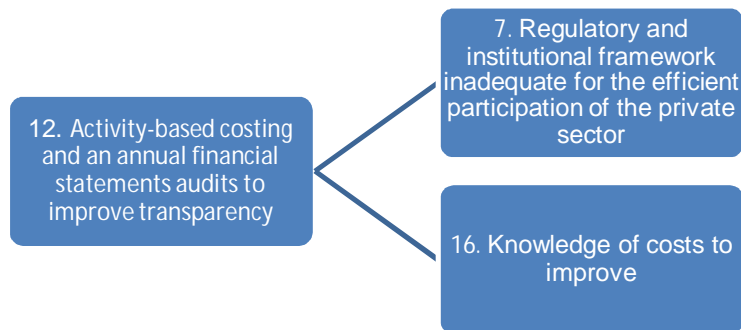 12. Activity-based costing
and an annual financial
statements audits to
improve transparency
7. Regulatory and
institutional framework
inadequate for the efficient
participation of the private
sector
16. Knowledge of costs to
improve